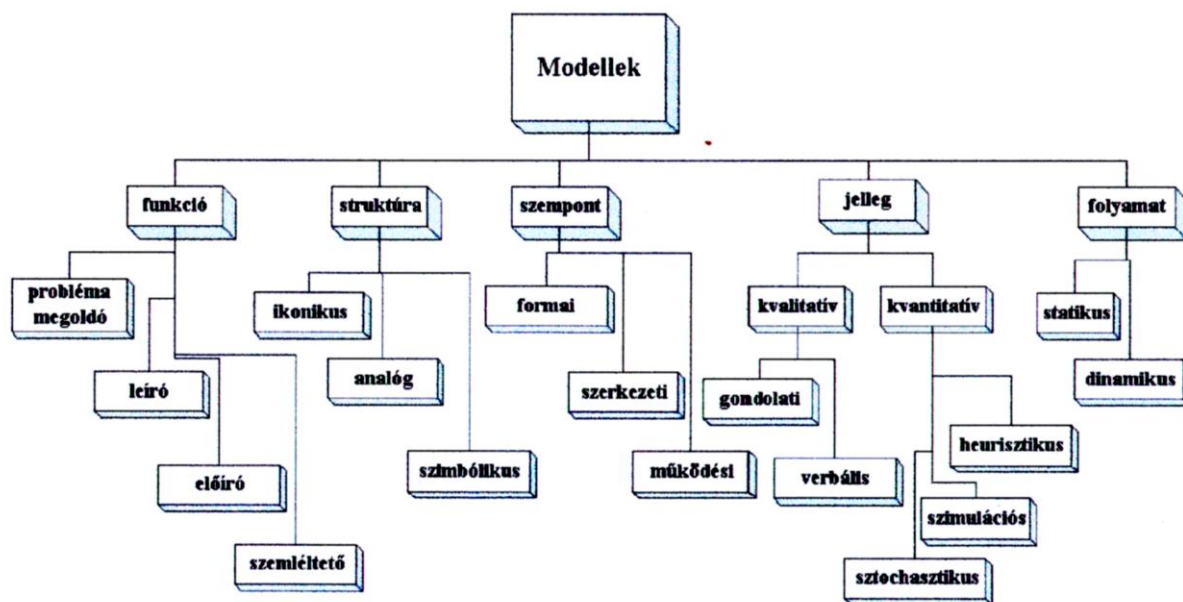 Modellek
funkció
struktúra
szempont
jelleg
folyamat
probléma
megoldó
ikonikus
formai
kvalitatív
kvantitatív
statikus
leíró
analóg
szerkezeti
gondolati
dinamikus
előíró
szimbólikus
működési
verbális
heurisztikus
szimulációs
szemléltető
sztochasztikus